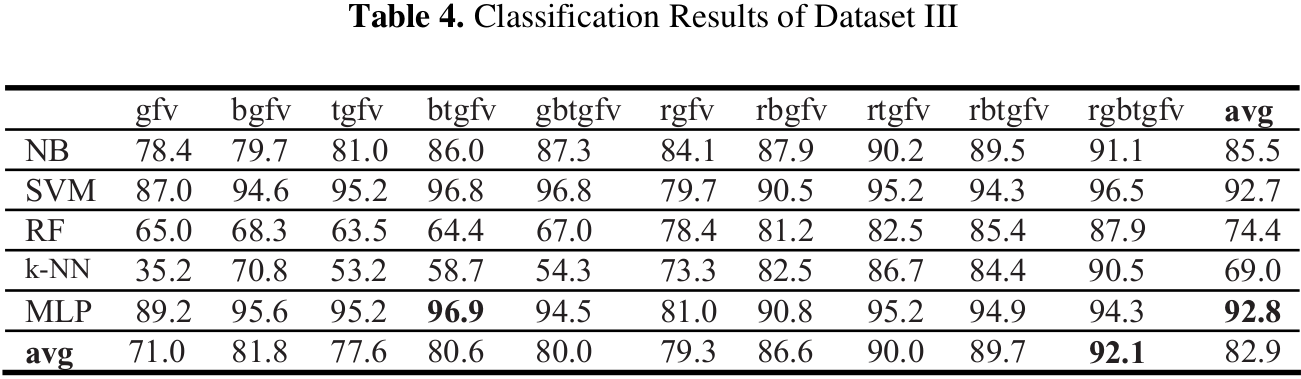 Table 4. Classification Results of Dataset III
gfv bgfv tgfv btgfv gbtgfv rgfv rbgfv rtgfv rbtgfv rgbtgfv avg
NB 78.4 79.7 81.0 86.0 87.3 84.1 87.9 90.2 89.5 91.1 85.5
SVM 87.0 94.6 95.2 96.8 96.8 79.7 90.5 95.2 94.3 96.5 92.7
RF 65.0 68.3 63.5 64.4 67.0 78.4 81.2 82.5 85.4 87.9 74.4
k-NN 35.2 70.8 53.2 58.7 54.3 73.3 82.5 86.7 84.4 90.5 69.0
MLP 89.2 95.6 95.2 96.9 94.5 81.0 90.8 95.2 94.9 94.3 92.8
avg 71.0 81.8 77.6 80.6 80.0 79.3 86.6 90.0 89.7 92.1 82.9